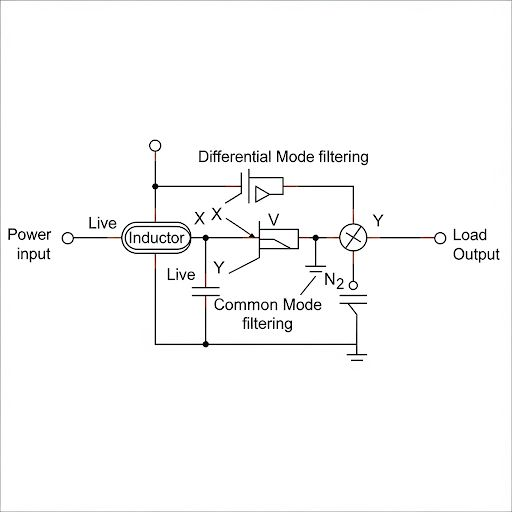 Differential Mode filtering
Live
X X
V
Y
Power
input
Inductor
Load
Output
Live
Y
N2
Common Mode
filtering